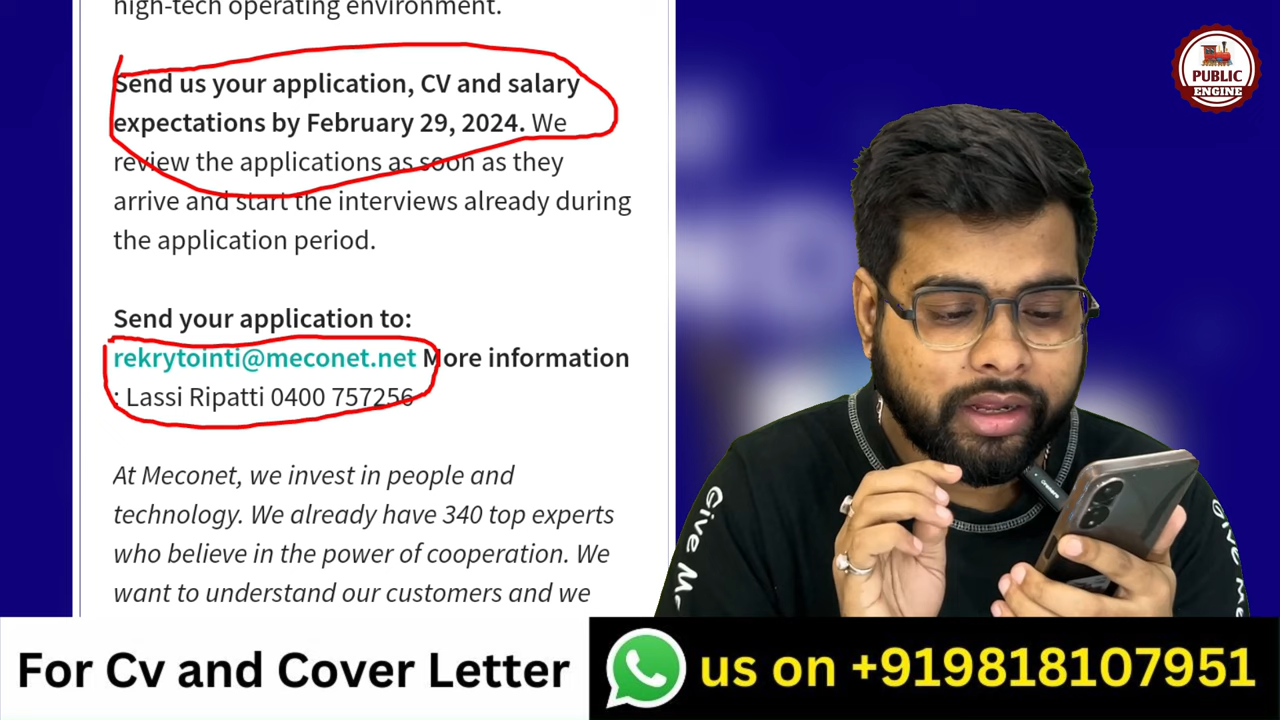 high-tech operating environment.
Send us your application, CV and salary
expectations by February 29, 2024. We
review the applications as soon as they
arrive and start the interviews already during
the application period.
Send your application to:
rekrytointi@meconet.net More information
: Lassi Ripatti 0400 757256
At Meconet, we invest in people and
technology. We already have 340 top experts
who believe in the power of cooperation. We
want to understand our customers and we
PUBLIC
ENGINE
Give M
Give Me
For Cv and Cover Letter
us on +919818107951